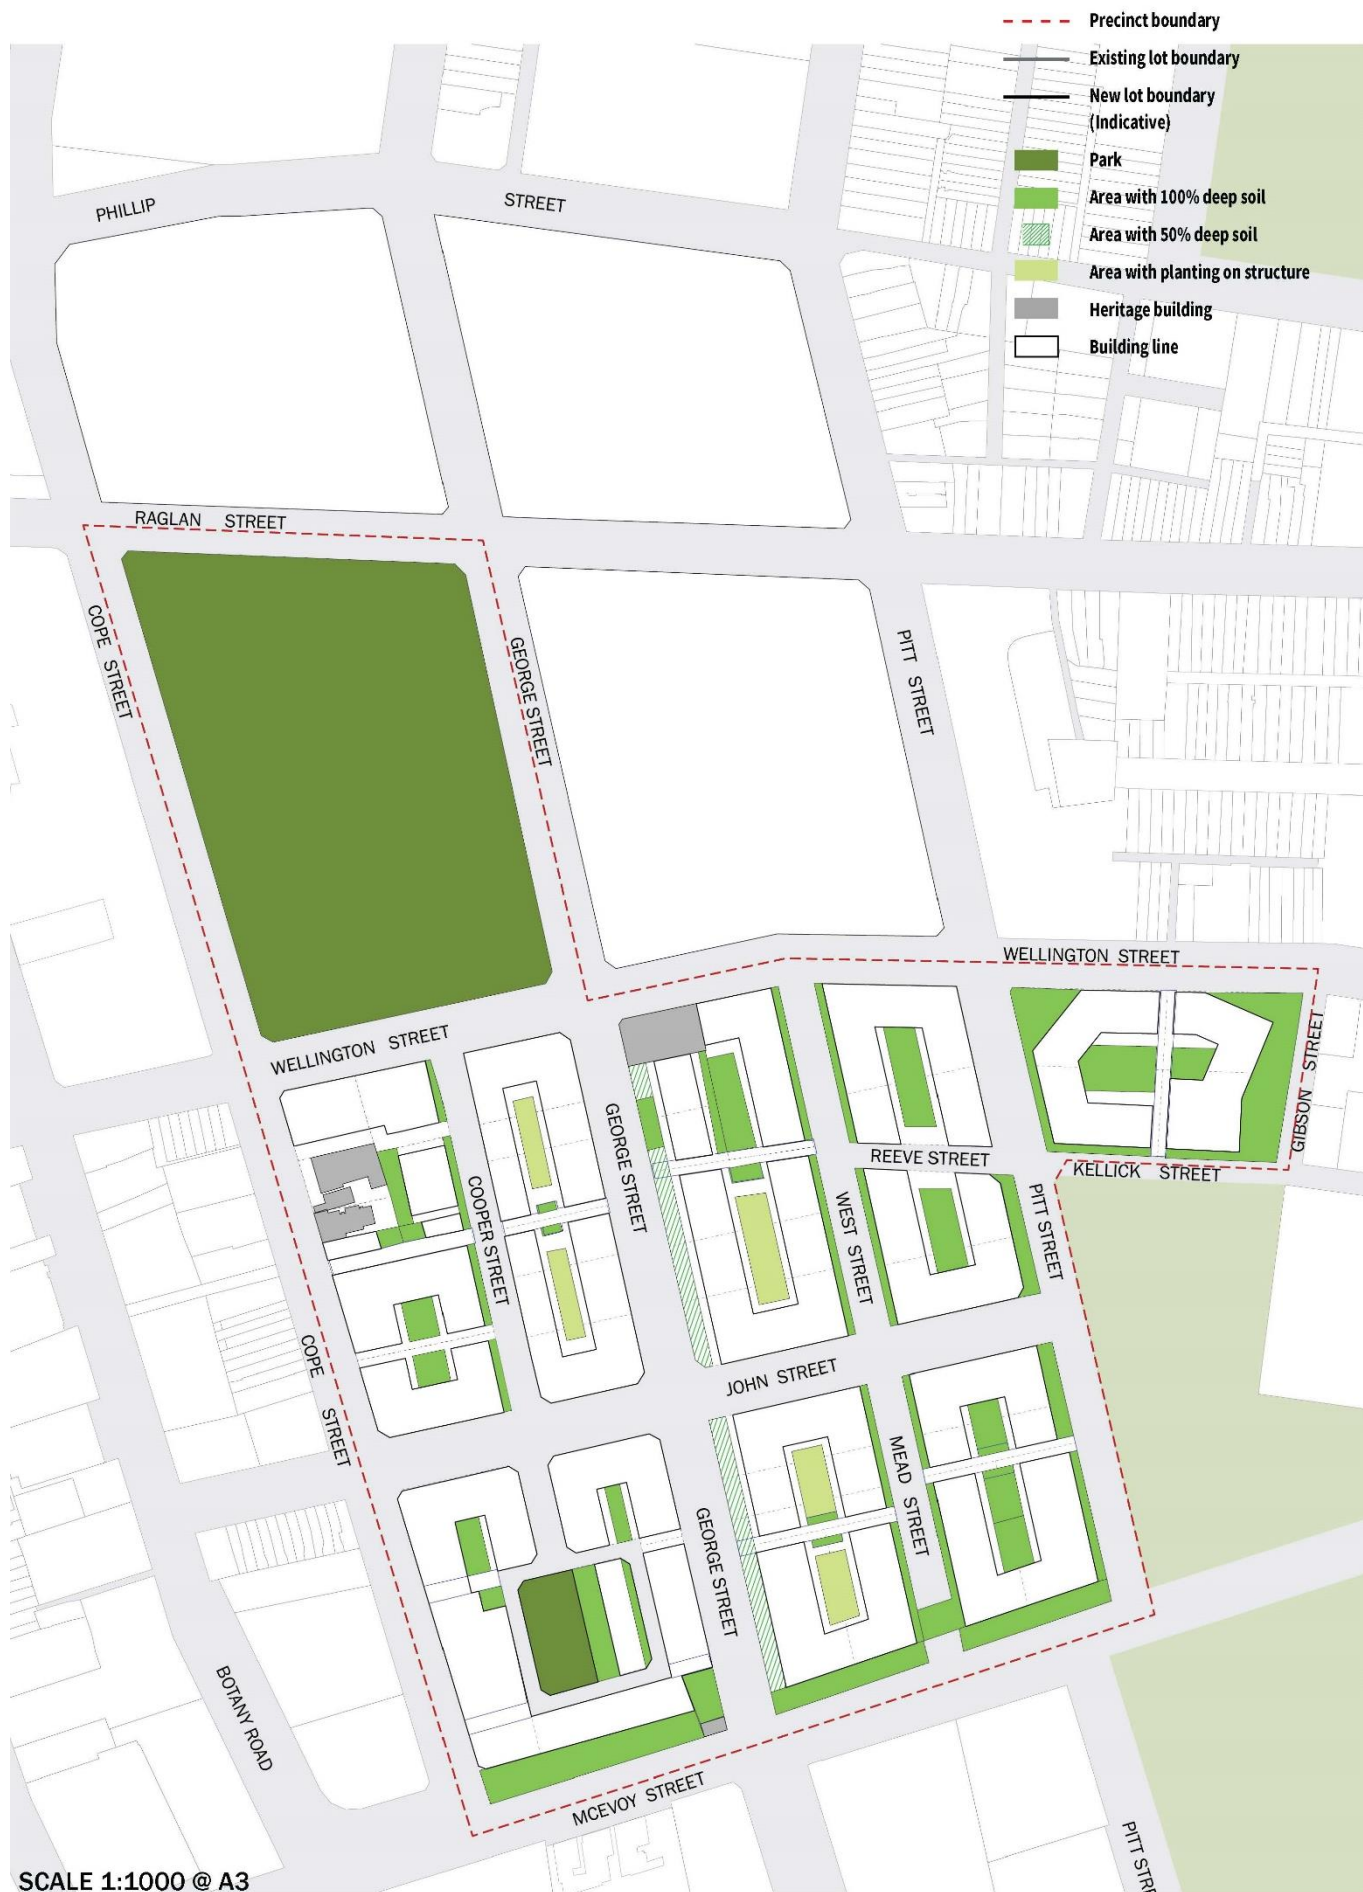 Precinct boundary
Existing lot boundary
New lot boundary
(Indicative)
Park
Area with 100% deep soil
Area with 50% deep soil
Area with planting on structure
Heritage building
Building line
PHILLIP STREET
RAGLAN STREET
COPE STREET
GEORGE STREET
PITT STREET
WELLINGTON STREET
WELLINGTON STREET
GIBSON STREET
KELLICK STREET
REEVE STREET
GEORGE STREET
COOPER STREET
WEST STREET
PITT STREET
JOHN STREET
COPE STREET
MEAD STREET
GEORGE STREET
BOTANY ROAD
MCEVOY STREET
PITT STRE
SCALE 1:1000 @ A3